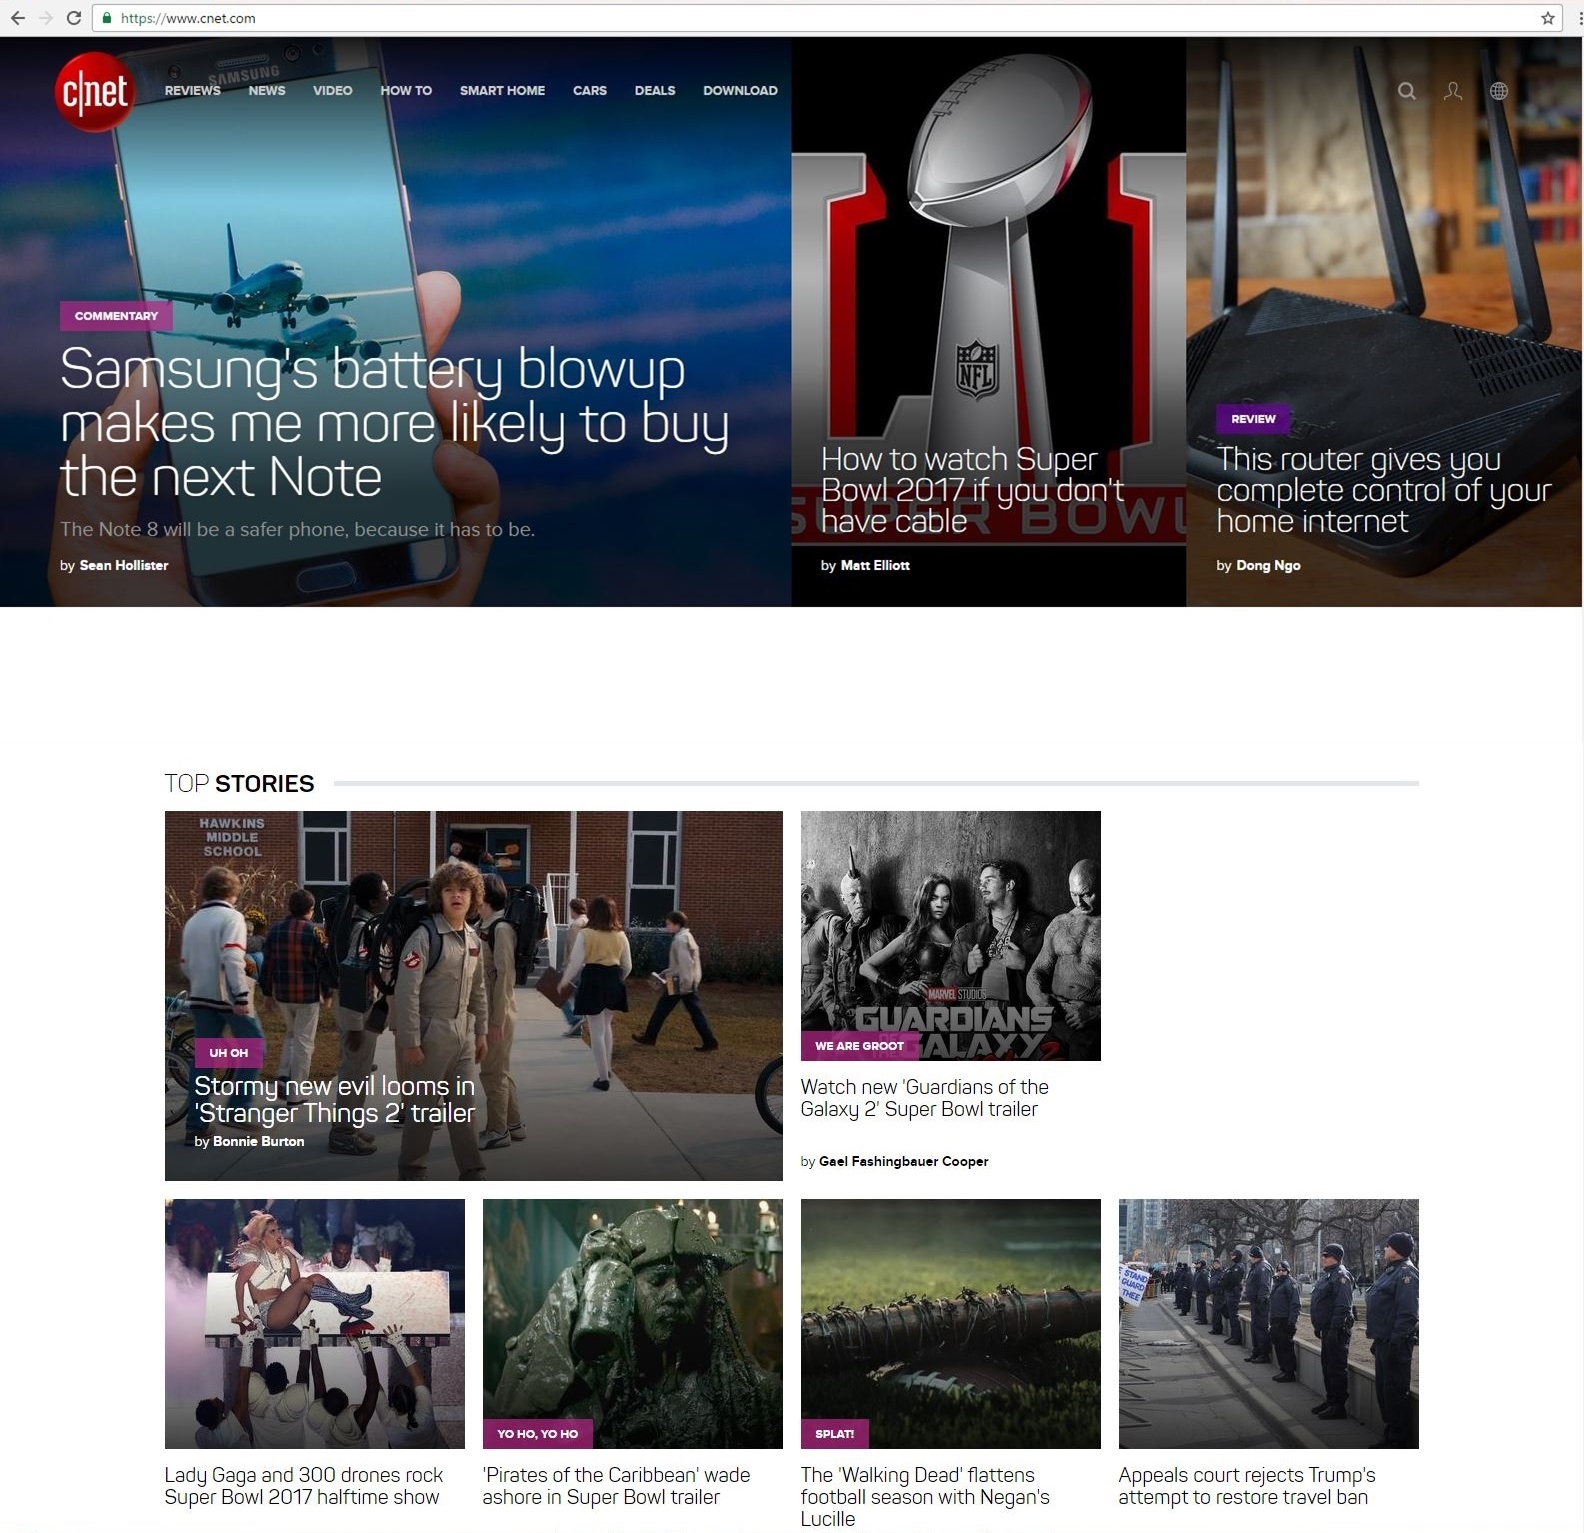 https://www.cnet.com
c|net
SAMSUNG
REVIEWS NEWS VIDEO HOW TO SMART HOME CARS DEALS DOWNLOAD
COMMENTARY
Samsung's battery blowup
makes me more likely to buy
the next Note
The Note 8 will be a safer phone, because it has to be.
by Sean Hollister
NFL
SUPER BOWL
How to watch Super
Bowl 2017 if you don't
have cable
by Matt Elliott
REVIEW
This router gives you
complete control of your
home internet
by Dong Ngo
TOP STORIES
HAWKINS
MIDDLE
SCHOOL
UH OH
Stormy new evil looms in
'Stranger Things 2' trailer
by Bonnie Burton
MARVEL STUDIOS
GUARDIANS
GALAXY
WE ARE GROOT
Watch new 'Guardians of the
Galaxy 2' Super Bowl trailer
by Gael Fashingbauer Cooper
Lady Gaga and 300 drones rock
Super Bowl 2017 halftime show
YO HO, YO HO
'Pirates of the Caribbean' wade
ashore in Super Bowl trailer
SPLAT!
The 'Walking Dead' flattens
football season with Negan's
Lucille
STAND
GUARD
THEE
Appeals court rejects Trump's
attempt to restore travel ban